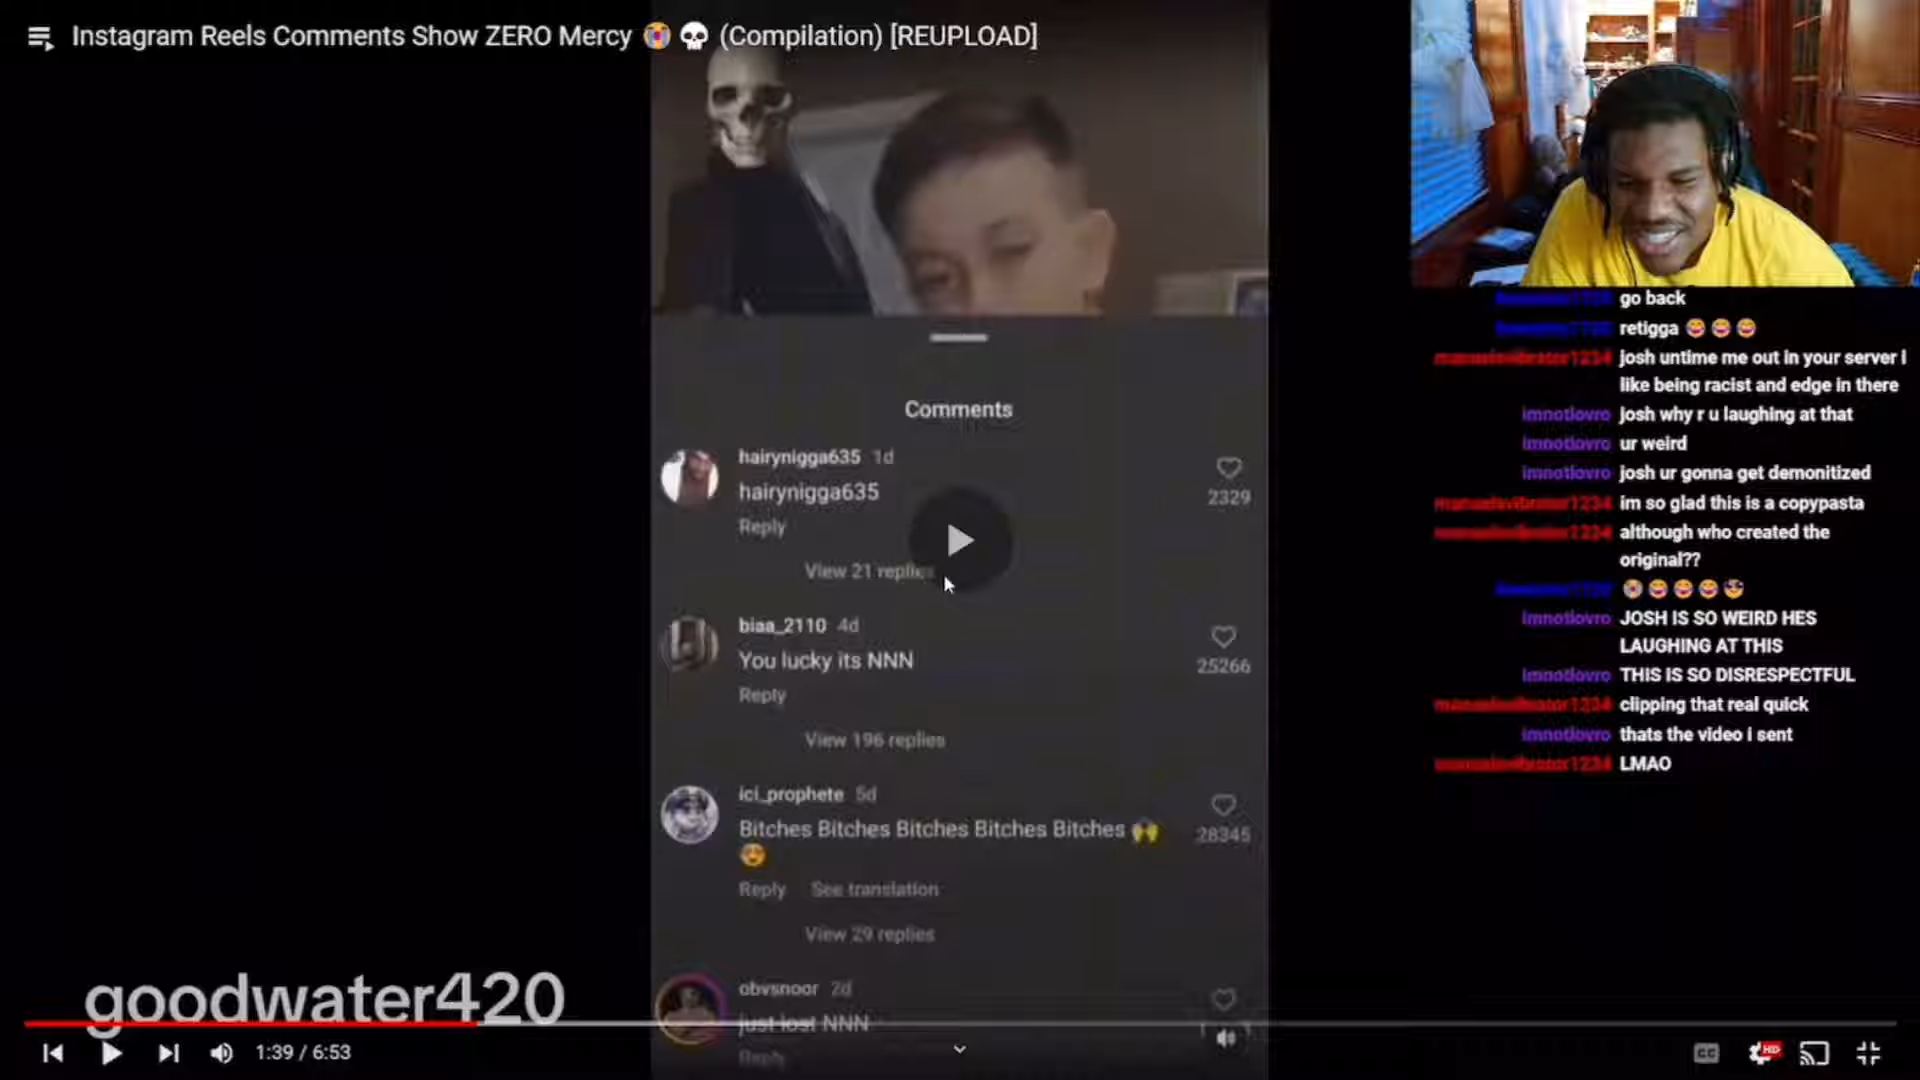 Instagram Reels Comments Show ZERO Mercy 😭 💀 (Compilation) [REUPLOAD]
Comments
hairynigga635 1d
hairynigga635
2329
Reply
View 21 replies
biaa_2110 4d
You lucky its NNN
25266
Reply
View 196 replies
ici_prophete 5d
Bitches Bitches Bitches Bitches Bitches 🙌
😍
28345
Reply See translation
View 29 replies
obvsnoor 2d
just lost NNN
Reply
goodwater420
1:39 / 6:53
CC
HD
go back
retigga 😂 😂 😂
josh untime me out in your server i
like being racist and edge in there
imnotlovro josh why r u laughing at that
imnotlovro ur weird
imnotlovro josh ur gonna get demonitized
im so glad this is a copypasta
although who created the
original??
imnotlovro JOSH IS SO WEIRD HES
LAUGHING AT THIS
imnotlovro THIS IS SO DISRESPECTFUL
clipping that real quick
imnotlovro thats the video i sent
LMAO